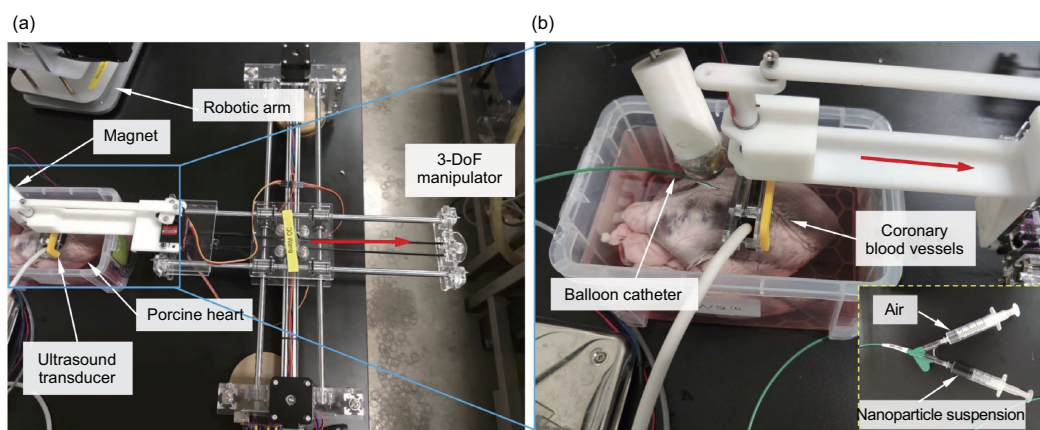 (a)
Robotic arm
Magnet
3-DoF
manipulator
Porcine heart
Ultrasound
transducer
(b)
Coronary
blood vessels
Balloon catheter
Air
Nanoparticle suspension